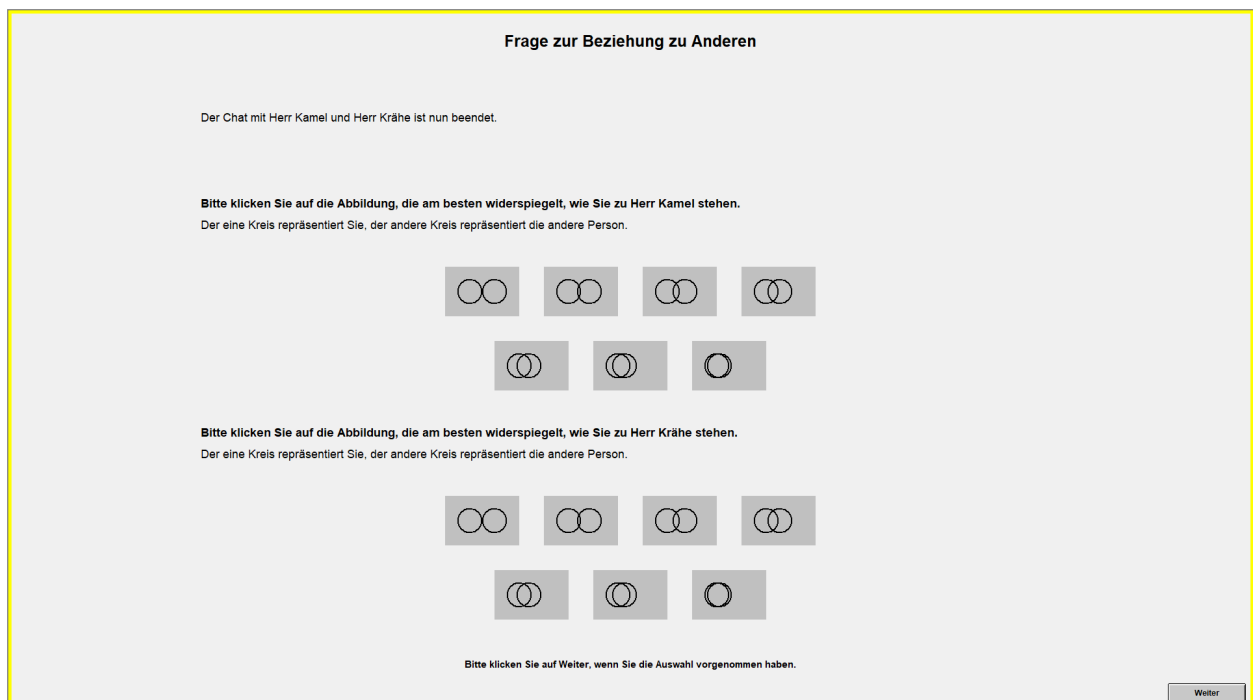 Frage zur Beziehung zu Anderen
Der Chat mit Herr Kamel und Herr Krähe ist nun beendet.
Bitte klicken Sie auf die Abbildung, die am besten widerspiegelt, wie Sie zu Herr Kamel stehen.
Der eine Kreis repräsentiert Sie, der andere Kreis repräsentiert die andere Person.
Bitte klicken Sie auf die Abbildung, die am besten widerspiegelt, wie Sie zu Herr Krähe stehen.
Der eine Kreis repräsentiert Sie, der andere Kreis repräsentiert die andere Person.
Bitte klicken Sie auf Weiter, wenn Sie die Auswahl vorgenommen haben.
Weiter